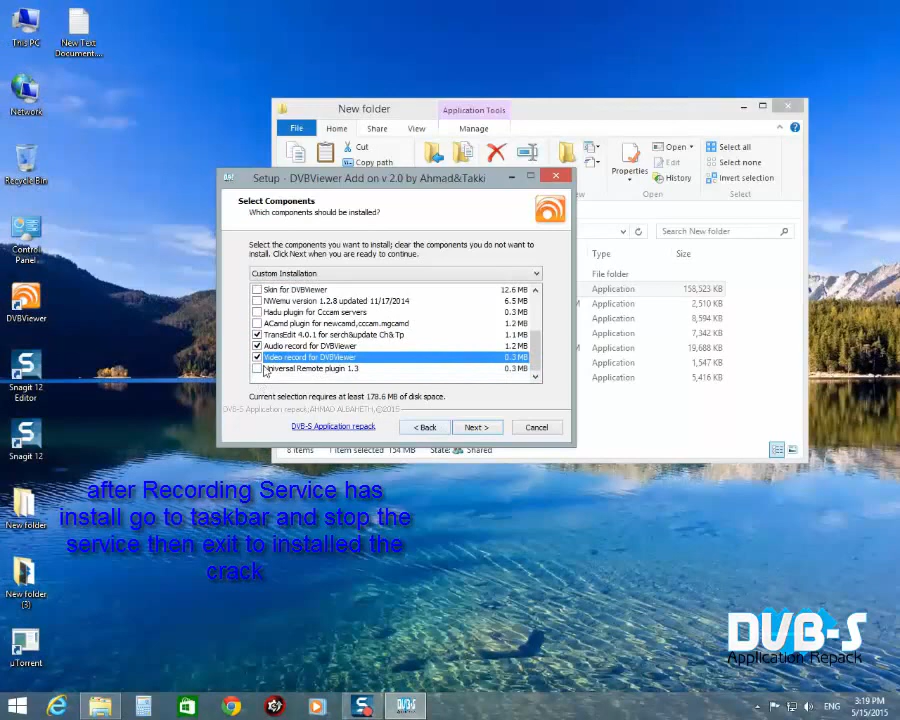 This PC
New Text
Document....
Network
Recycle Bin
Control
Panel...
DVBViewer
Snagit 12
Editor
Snagit 12
New folder
New folder
(3)
uTorrent
New folder
Application Tools
File
Home
Share
View
Manage
Cut
Copy path
Properties
Open
Edit
History
Open
Select all
Select none
Invert selection
Select
Search New folder
Type
Size
File folder
Application
158,523 KB
Application
2,510 KB
Application
8,594 KB
Application
7,342 KB
Application
19,688 KB
Application
1,547 KB
Application
5,416 KB
8 items
1 item selected
154 MB
State:
Shared
Setup - DVBViewer Add on v 2.0 by Ahmad&Takki
Select Components
Which components should be installed?
Select the components you want to install; clear the components you do not want to
install. Click Next when you are ready to continue.
Custom Installation
Skin for DVBViewer 12.6 MB
NWemu version 1.2.8 updated 11/17/2014 6.5 MB
Hadu plugin for Cccam servers 0.3 MB
ACamd plugin for newcamd,cccam,mgcamd 1.2 MB
TransEdit 4.0.1 for serch&update Ch& Tp 1.1 MB
Audio record for DVBViewer 1.2 MB
Video record for DVBViewer 0.3 MB
Universal Remote plugin 1.3 0.3 MB
Current selection requires at least 178.6 MB of disk space.
DVB-S Application repack;AHMAD ALBAHETH,©2015
DVB-S Application repack
< Back
Next >
Cancel
after Recording Service has
install go to taskbar and stop the
service then exit to installed the
crack
DVB-S
Application Repack
ENG
3:19 PM
5/15/2015